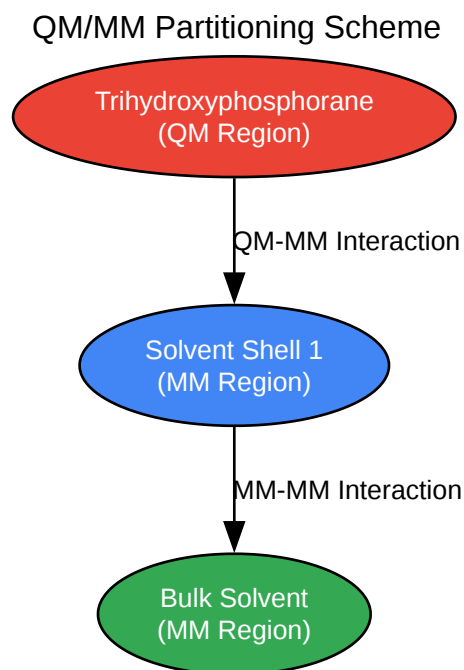 QM/MM Partitioning Scheme
Trihydroxyphosphorane
(QM Region)
QM-MM Interaction
Solvent Shell 1
(MM Region)
MM-MM Interaction
Bulk Solvent
(MM Region)